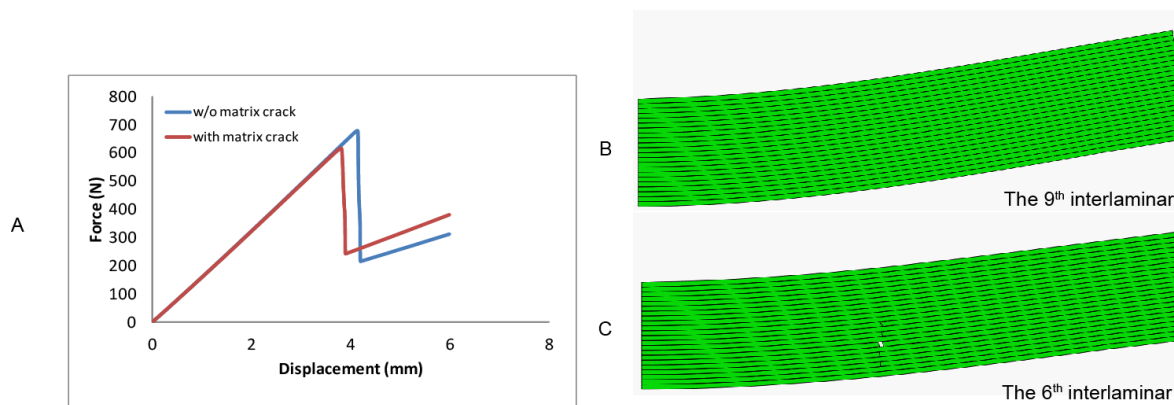 A
800
700
600
500
400
300
200
100
0
Force (N)
w/o matrix crack
with matrix crack
0 2 4 6 8
Displacement (mm)
B
The 9th interlaminar
C
The 6th interlaminar